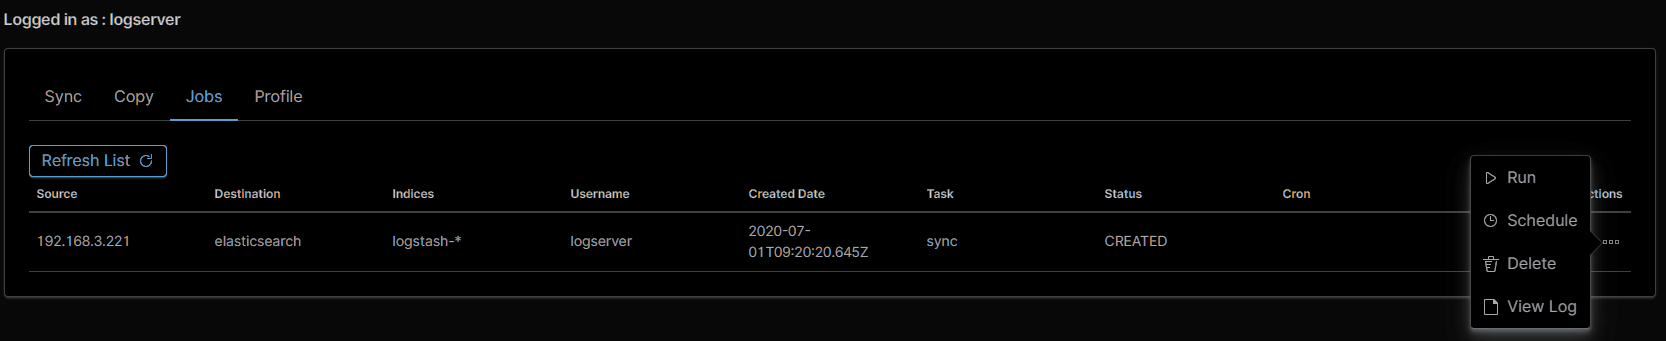 Logged in as : logserver
Sync Copy Jobs Profile
Refresh List
Source Destination Indices Username Created Date Task Status Cron ctions
192.168.3.221 elasticsearch logstash-* logserver 2020-07-
01T09:20:20.645Z sync CREATED
Run
Schedule
Delete
View Log